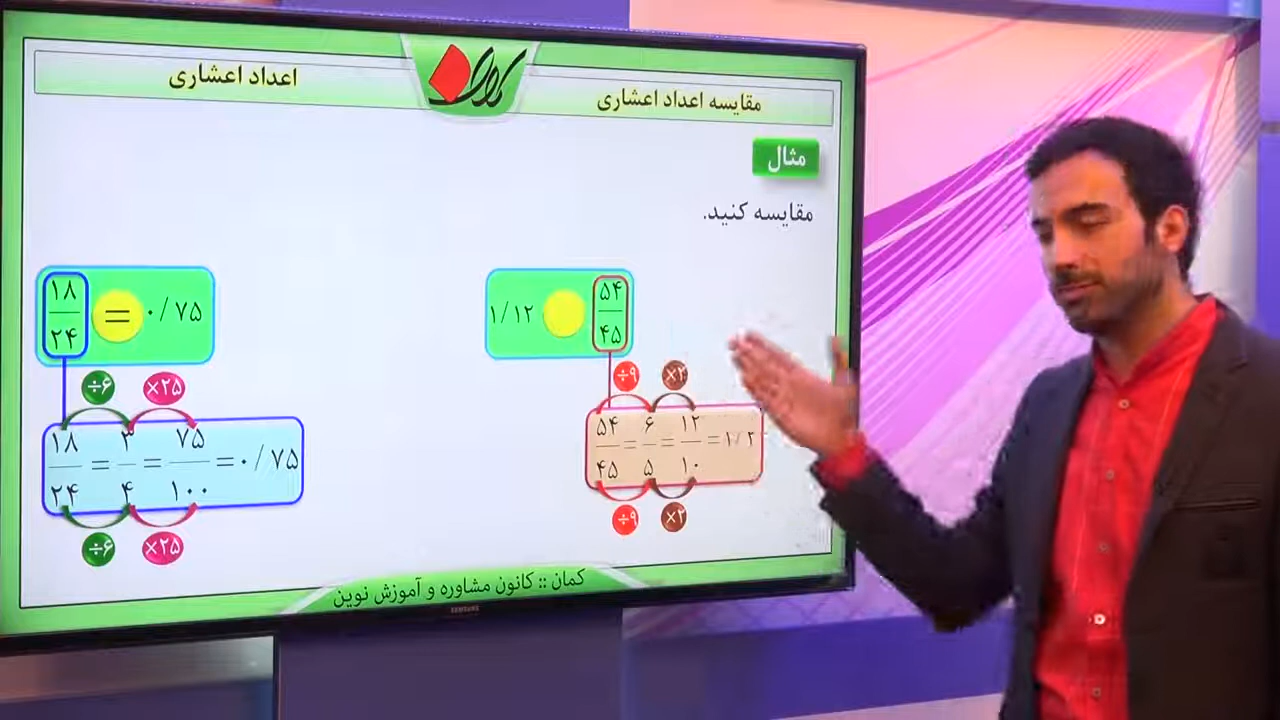 مقایسه اعداد اعشاری
اعداد اعشاری
مثال
مقایسه کنید.
۱/۱۲ ۵۴/۴۵
÷۹ ×۲
۵۴/۴۵ = ۶/۵ = ۱۲/۱۰ = ۱/۲
÷۹ ×۲
۱۸/۲۴ = ۰/۷۵
÷۶ ×۲۵
۱۸/۲۴ = ۳/۴ = ۷۵/۱۰۰ = ۰/۷۵
÷۶ ×۲۵
کمان :: کانون مشاوره و آموزش نوین
SAMSUNG